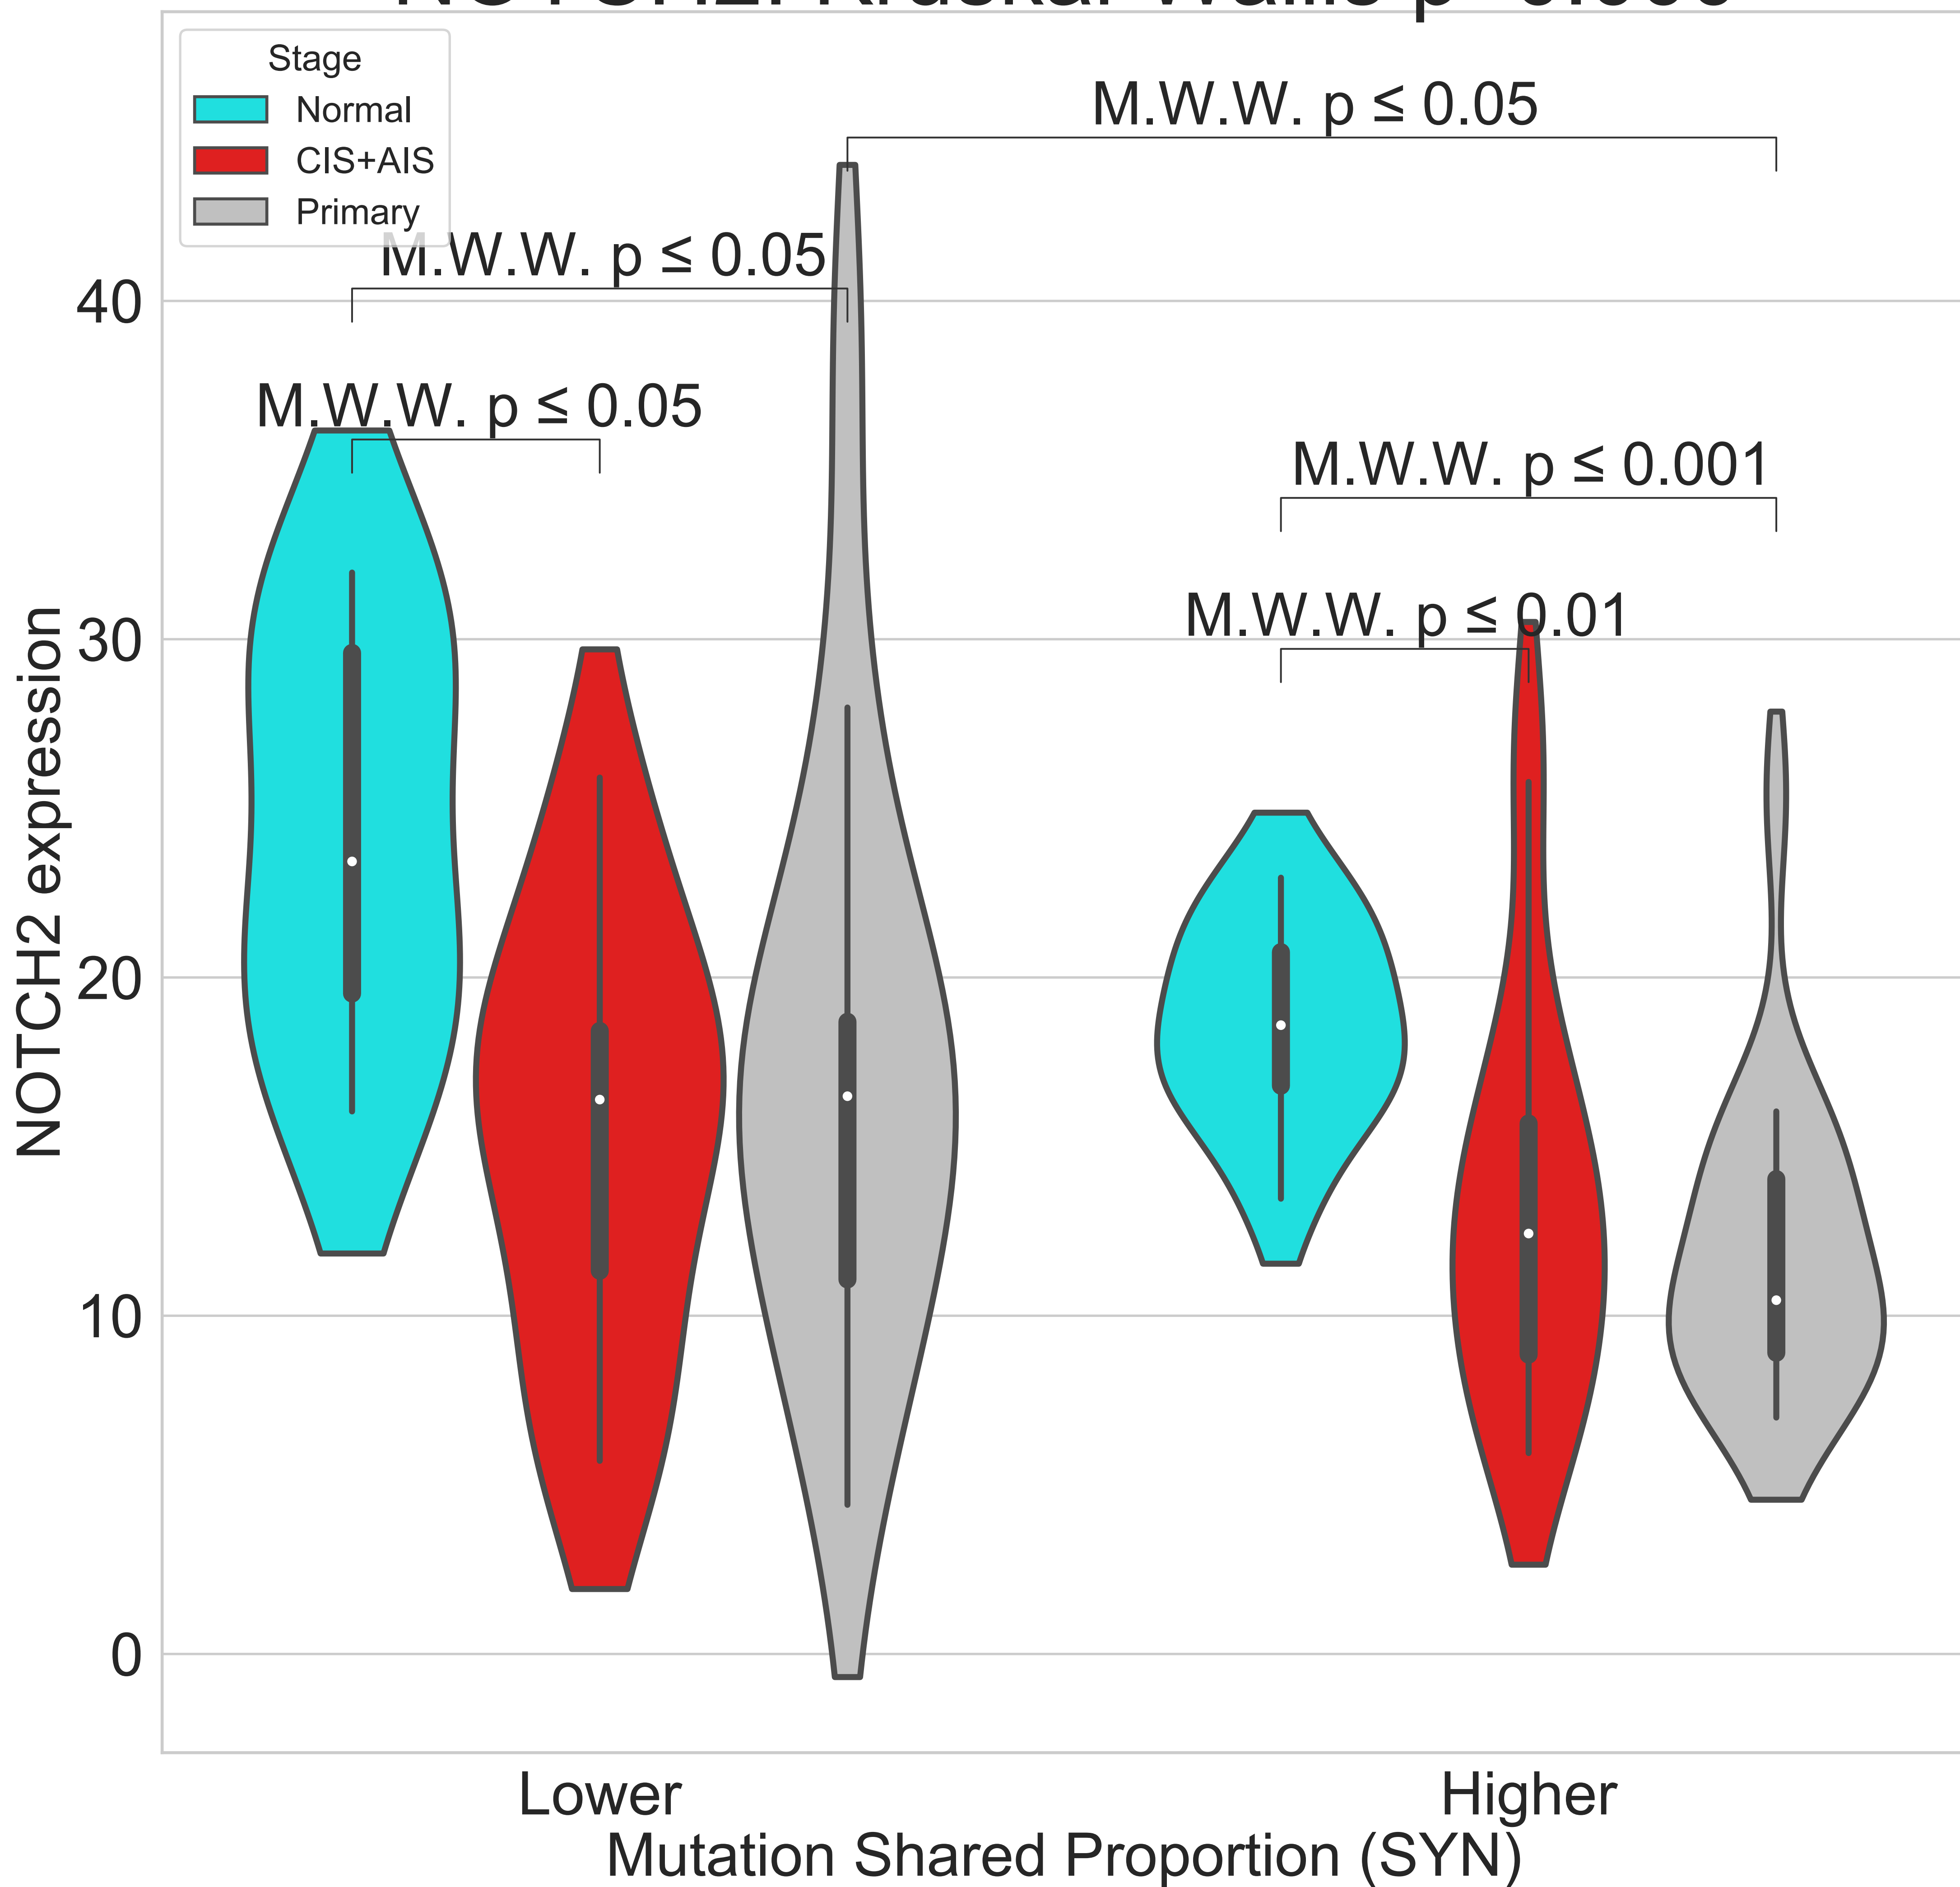 Stage
Normal
CIS+AIS
Primary
M.W.W. p ≤ 0.05
M.W.W. p ≤ 0.05
M.W.W. p ≤ 0.05
M.W.W. p ≤ 0.001
M.W.W. p ≤ 0.01
NOTCH2 expression
40
30
20
10
0
Lower
Higher
Mutation Shared Proportion (SYN)